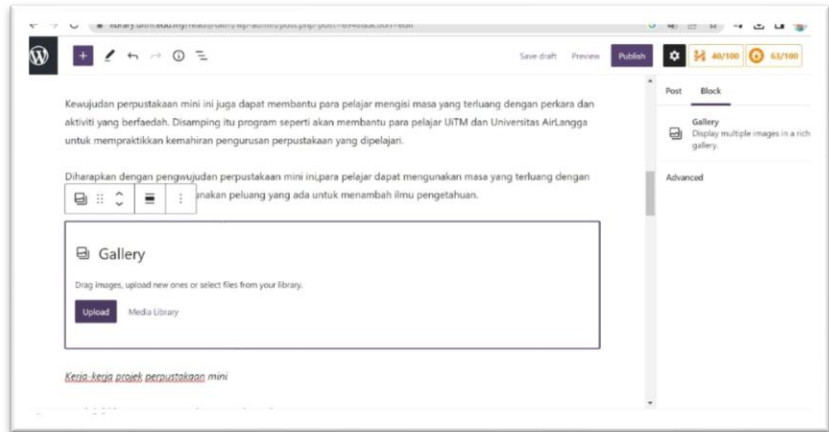 Save draft Preview Publish 40/100 63/100
Kewujudan perpustakaan mini ini juga dapat membantu para pelajar mengisi masa yang terluang dengan perkara dan
aktiviti yang berfaedah. Disamping itu program seperti akan membantu para pelajar UiTM dan Universitas AirLangga
untuk mempraktikkan kemahiran pengurusan perpustakaan yang dipelajari.
Diharapkan dengan pengwujudan perpustakaan mini ini,para pelajar dapat mengunakan masa yang terluang dengan
unakan peluang yang ada untuk menambah ilmu pengetahuan.
Gallery
Drag images, upload new ones or select files from your library.
Upload Media Library
Kerja-kerja projek perpustakaan mini
Post Block
Gallery
Display multiple images in a rich
gallery.
Advanced